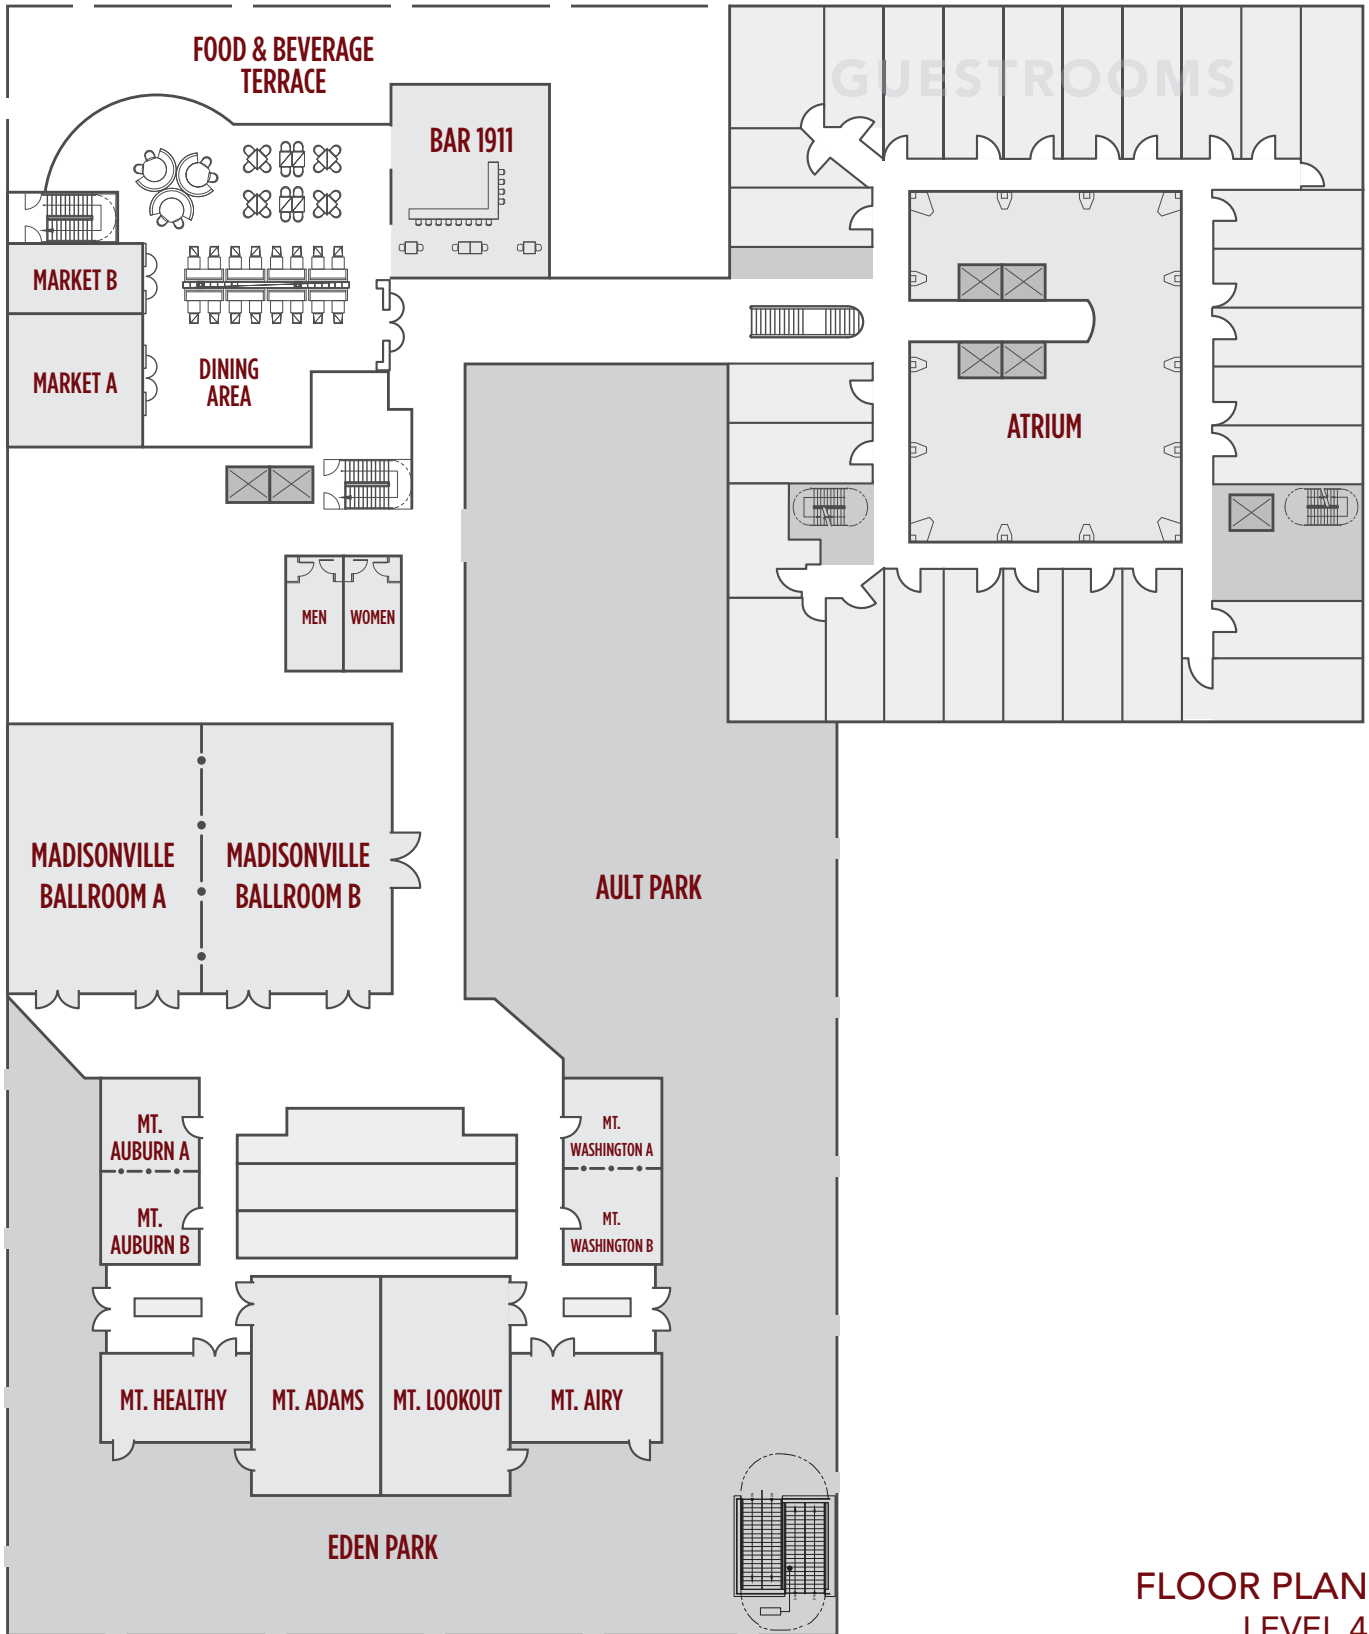 FOOD & BEVERAGE
TERRACE
GUESTROOMS
BAR 1911
MARKET B
MARKET A
DINING
AREA
ATRIUM
MEN
WOMEN
MADISONVILLE
BALLROOM A
MADISONVILLE
BALLROOM B
AULT PARK
MT.
AUBURN A
MT.
WASHINGTON A
MT.
AUBURN B
MT.
WASHINGTON B
MT. HEALTHY
MT. ADAMS
MT. LOOKOUT
MT. AIRY
EDEN PARK
FLOOR PLAN
LEVEL 4